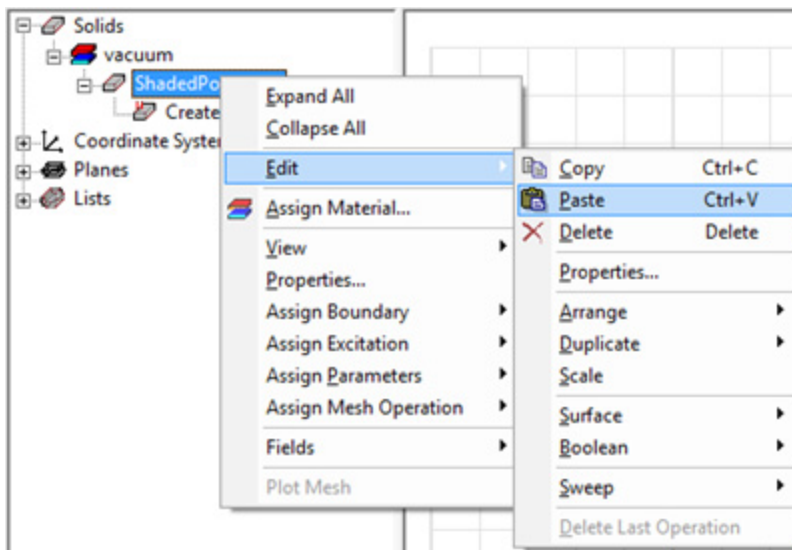 Solids
vacuum
ShadedPo
Create
Coordinate Syste
Planes
Lists
Expand All
Collapse All
Edit
Assign Material...
View
Properties...
Assign Boundary
Assign Excitation
Assign Parameters
Assign Mesh Operation
Fields
Plot Mesh
Copy Ctrl+C
Paste Ctrl+V
Delete Delete
Properties...
Arrange
Duplicate
Scale
Surface
Boolean
Sweep
Delete Last Operation